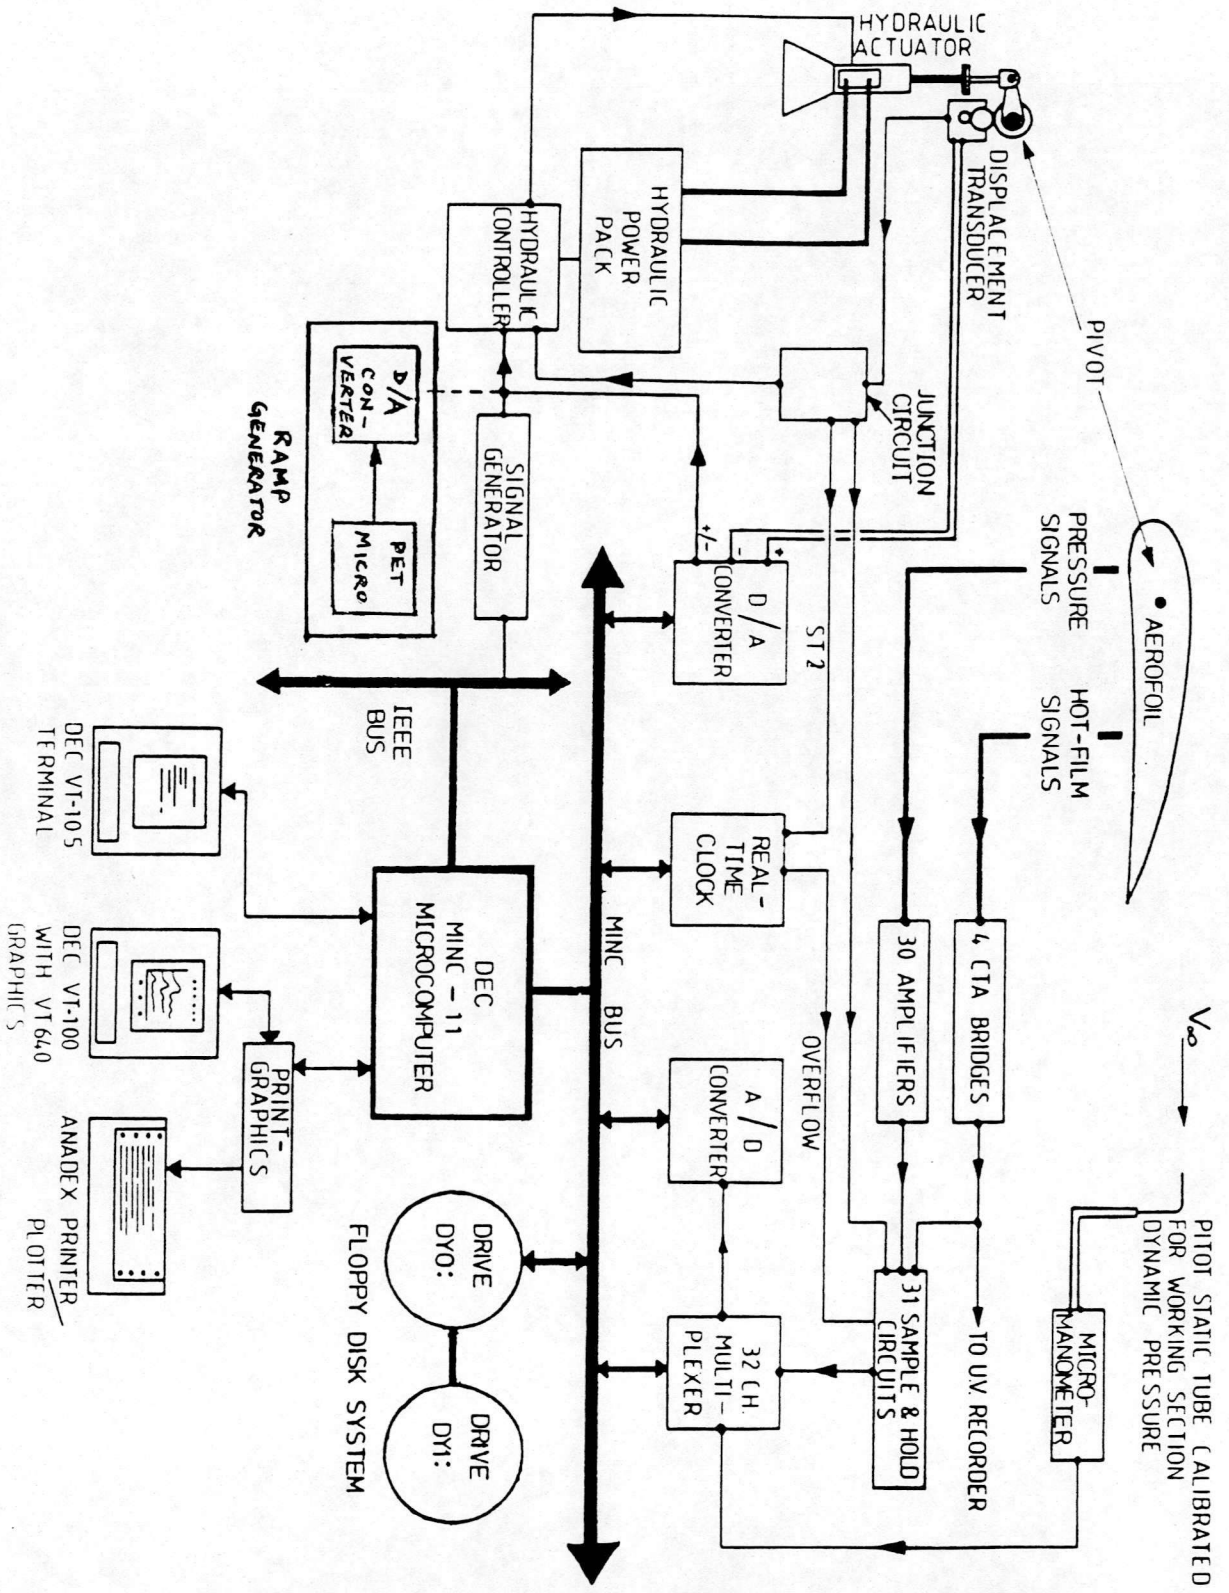 HYDRAULIC
ACTUATOR
DISPLACEMENT
TRANSDUCER
PIVOT
• AEROFOIL
PRESSURE
SIGNALS
HOT-FILM
SIGNALS
V∞
PITOT STATIC TUBE CALIBRATED
FOR WORKING SECTION
DYNAMIC PRESSURE
MICRO-
MANOMETER
HYDRAULIC
POWER
PACK
HYDRAULIC
CONTROLLER
JUNCTION
CIRCUIT
4 CTA BRIDGES
30 AMPLIFIERS
TO U.V. RECORDER
31 SAMPLE & HOLD
CIRCUITS
ST2
OVERFLOW
+/-
-
+
D/A
CONVERTER
REAL-
TIME
CLOCK
A/D
CONVERTER
32 CH.
MULTI-
PLEXER
MINC BUS
D/A
CON-
VERTER
PET
MICRO
RAMP
GENERATOR
SIGNAL
GENERATOR
IEEE
BUS
DEC
MINC-11
MICROCOMPUTER
DRIVE
DY0:
DRIVE
DY1:
FLOPPY DISK SYSTEM
PRINT-
GRAPHICS
DEC VT-105
TERMINAL
DEC VT-100
WITH VT640
GRAPHICS
ANADEX PRINTER/
PLOTTER